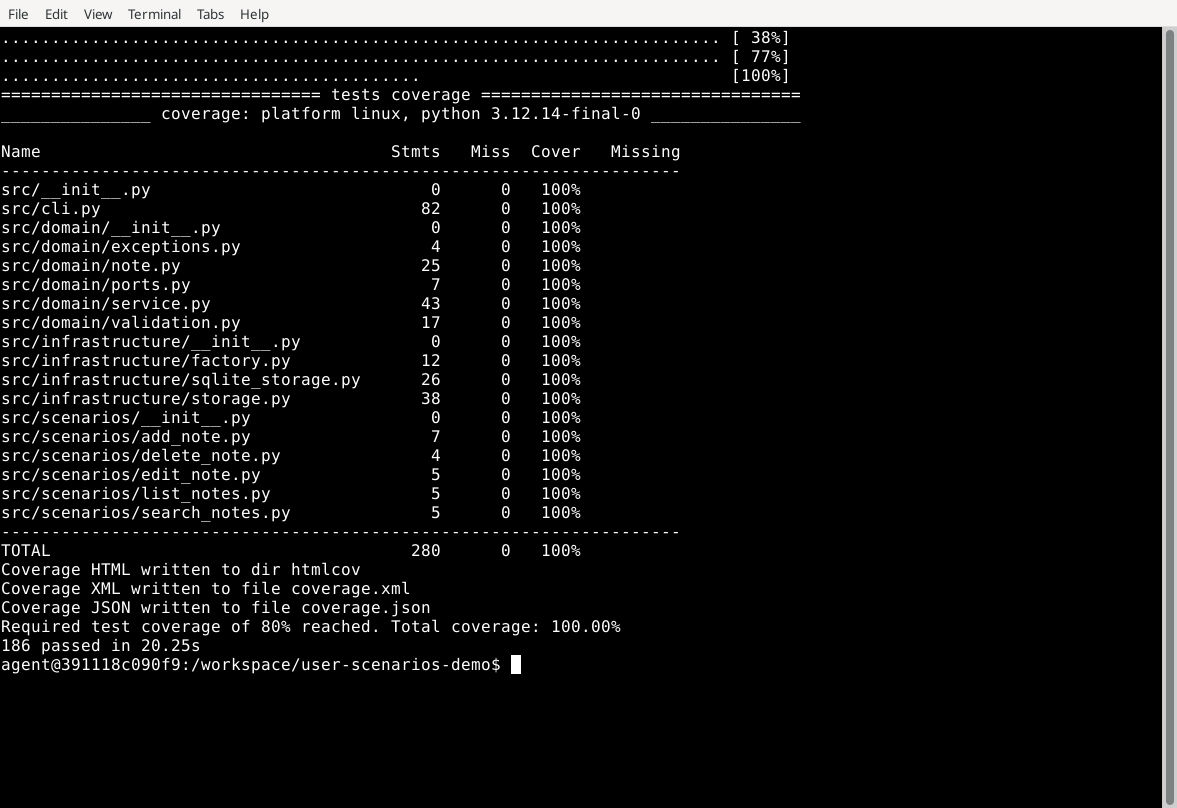 File Edit View Terminal Tabs Help
........................................................................ [ 38%]
........................................................................ [ 77%]
..........................................                               [100%]
================================ tests coverage ================================
_______________ coverage: platform linux, python 3.12.14-final-0 _______________

Name                                   Stmts   Miss  Cover   Missing
--------------------------------------------------------------------
src/__init__.py                            0      0   100%
src/cli.py                                82      0   100%
src/domain/__init__.py                     0      0   100%
src/domain/exceptions.py                   4      0   100%
src/domain/note.py                        25      0   100%
src/domain/ports.py                        7      0   100%
src/domain/service.py                     43      0   100%
src/domain/validation.py                  17      0   100%
src/infrastructure/__init__.py             0      0   100%
src/infrastructure/factory.py             12      0   100%
src/infrastructure/sqlite_storage.py      26      0   100%
src/infrastructure/storage.py             38      0   100%
src/scenarios/__init__.py                  0      0   100%
src/scenarios/add_note.py                  7      0   100%
src/scenarios/delete_note.py               4      0   100%
src/scenarios/edit_note.py                 5      0   100%
src/scenarios/list_notes.py                5      0   100%
src/scenarios/search_notes.py              5      0   100%
--------------------------------------------------------------------
TOTAL                                    280      0   100%
Coverage HTML written to dir htmlcov
Coverage XML written to file coverage.xml
Coverage JSON written to file coverage.json
Required test coverage of 80% reached. Total coverage: 100.00%
186 passed in 20.25s
agent@391118c090f9:/workspace/user-scenarios-demo$